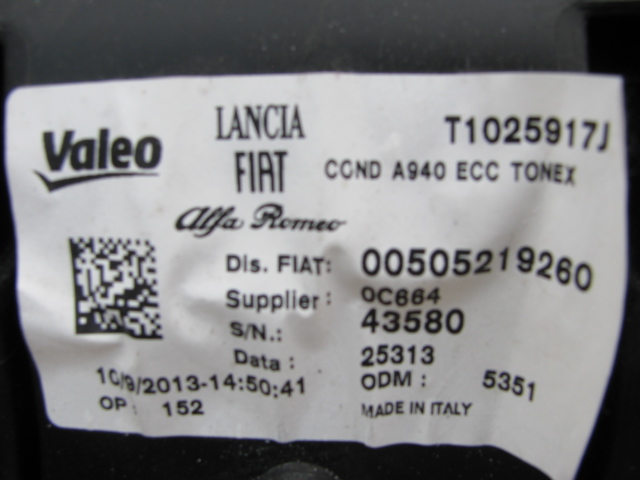 Valeo
LANCIA
FIAT
Alfa Romeo
T1025917J
COND A940 ECC TONEX
Dis. FIAT: 00505219260
Supplier: 0C664
S/N.: 43580
Data : 25313
10/9/2013-14:50:41
ODM : 5351
OP: 152
MADE IN ITALY